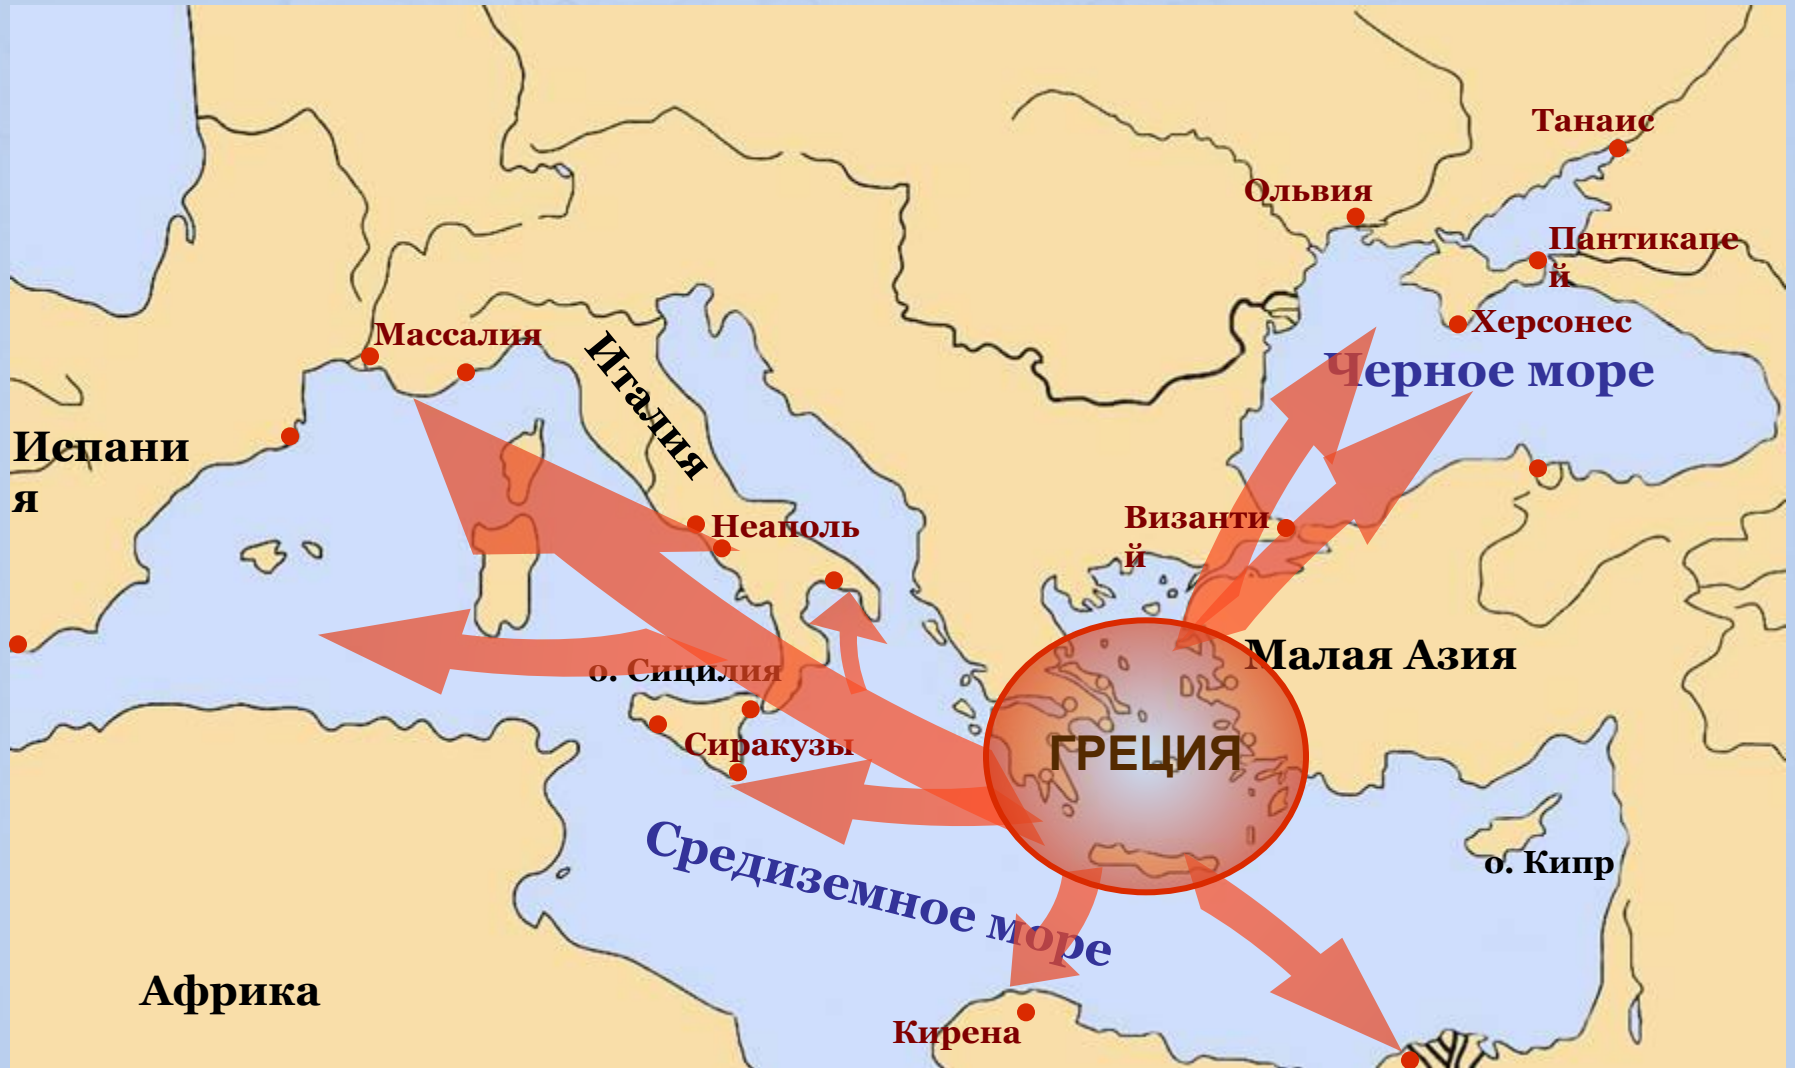 Танаис
Ольвия
Пантикапе
й
Херсонес
Черное море
Массалия
Италия
Испани
я
Неаполь
Византи
й
Малая Азия
о. Сицилия
Сиракузы
ГРЕЦИЯ
Средиземное море
о. Кипр
Африка
Кирена